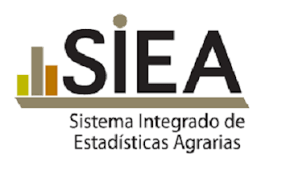 SiEA
Sistema Integrado de
Estadísticas Agrarias